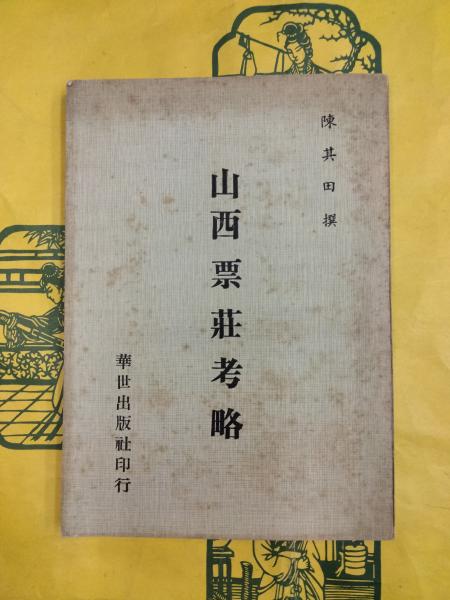 陳其田撰
山西票莊考略
華世出版社印行